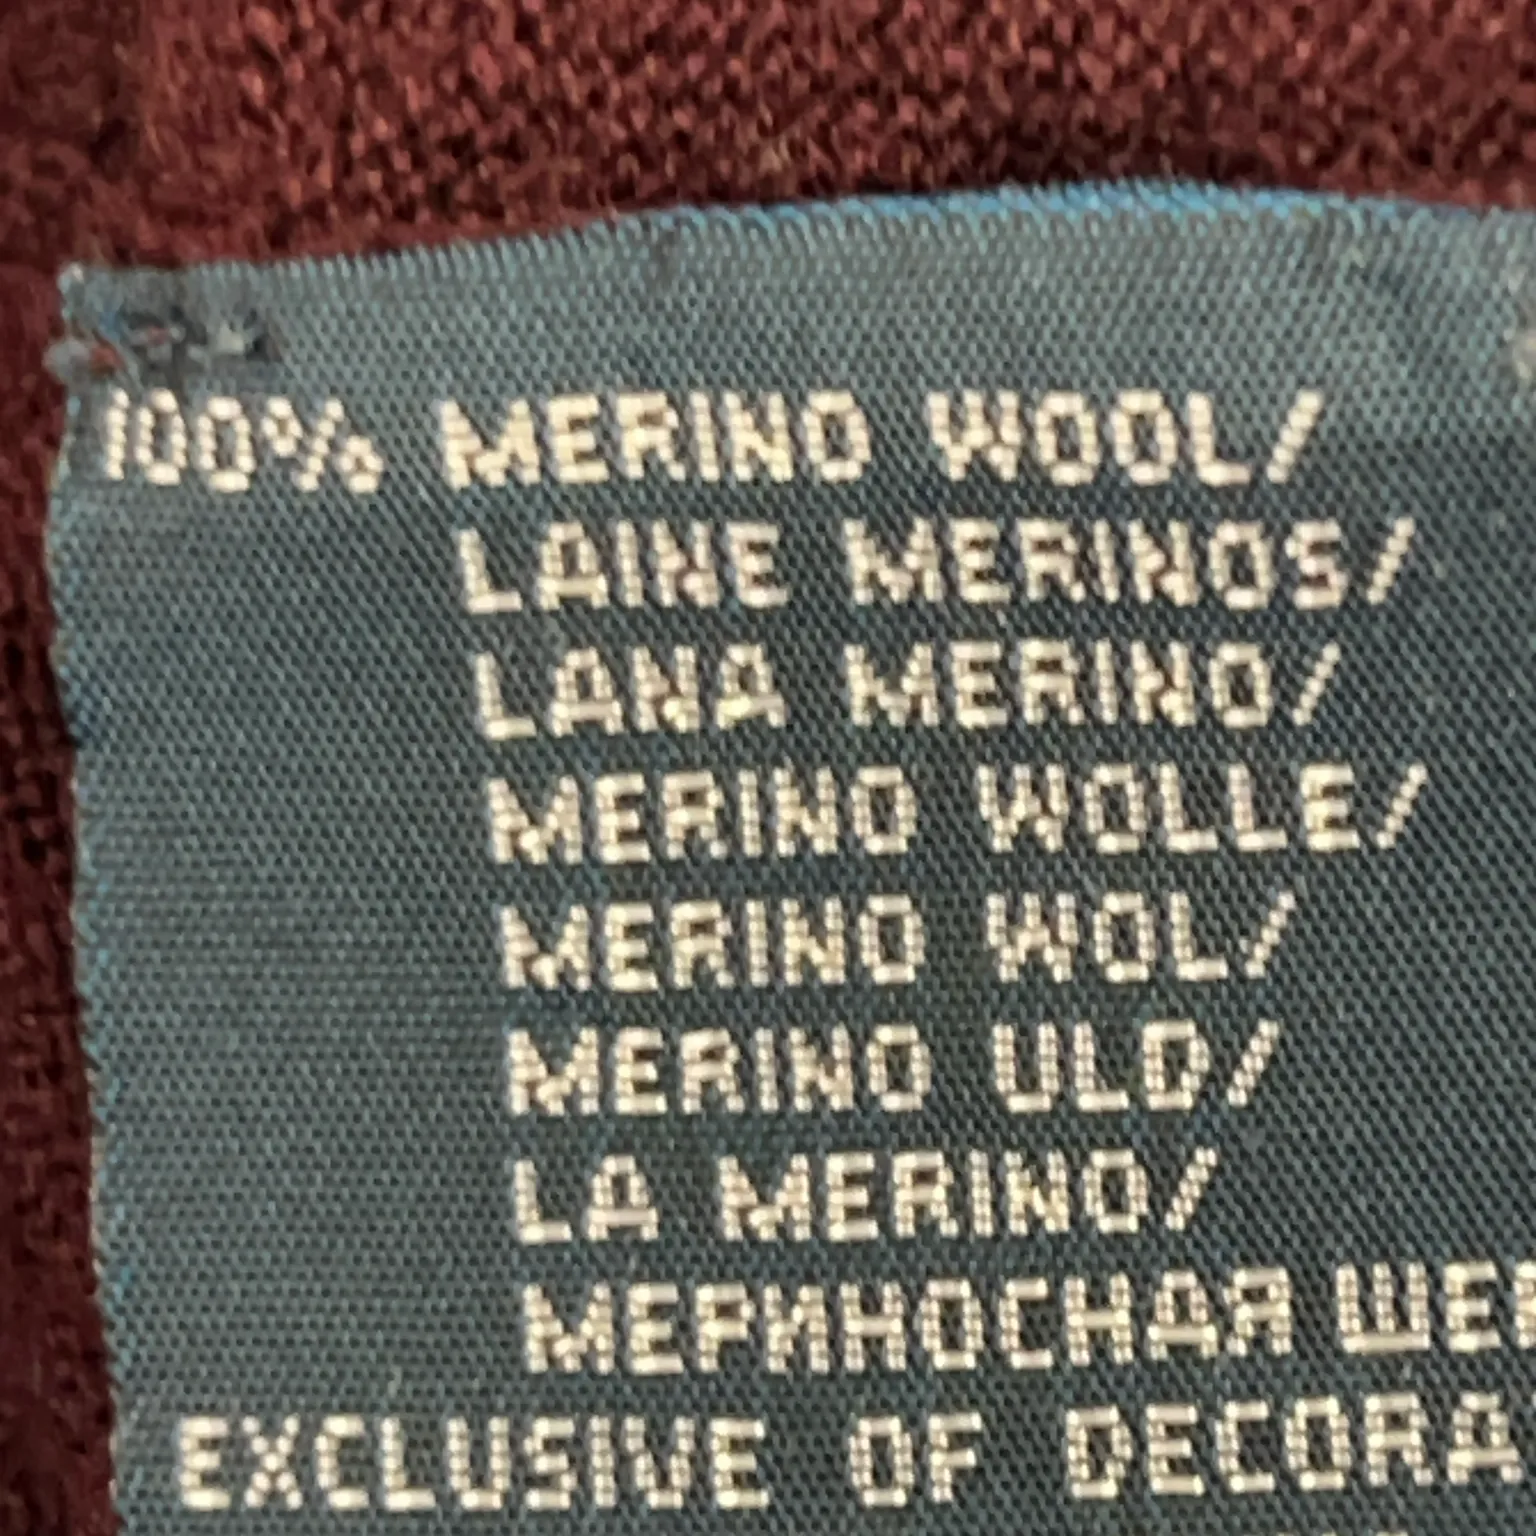 100% MERINO WOOL/
LAINE MERINOS/
LANA MERINO/
MERINO WOLLE/
MERINO WOL/
MERINO ULD/
LA MERINO/
МЕРИНОСНАЯ
EXCLUSIVE OF